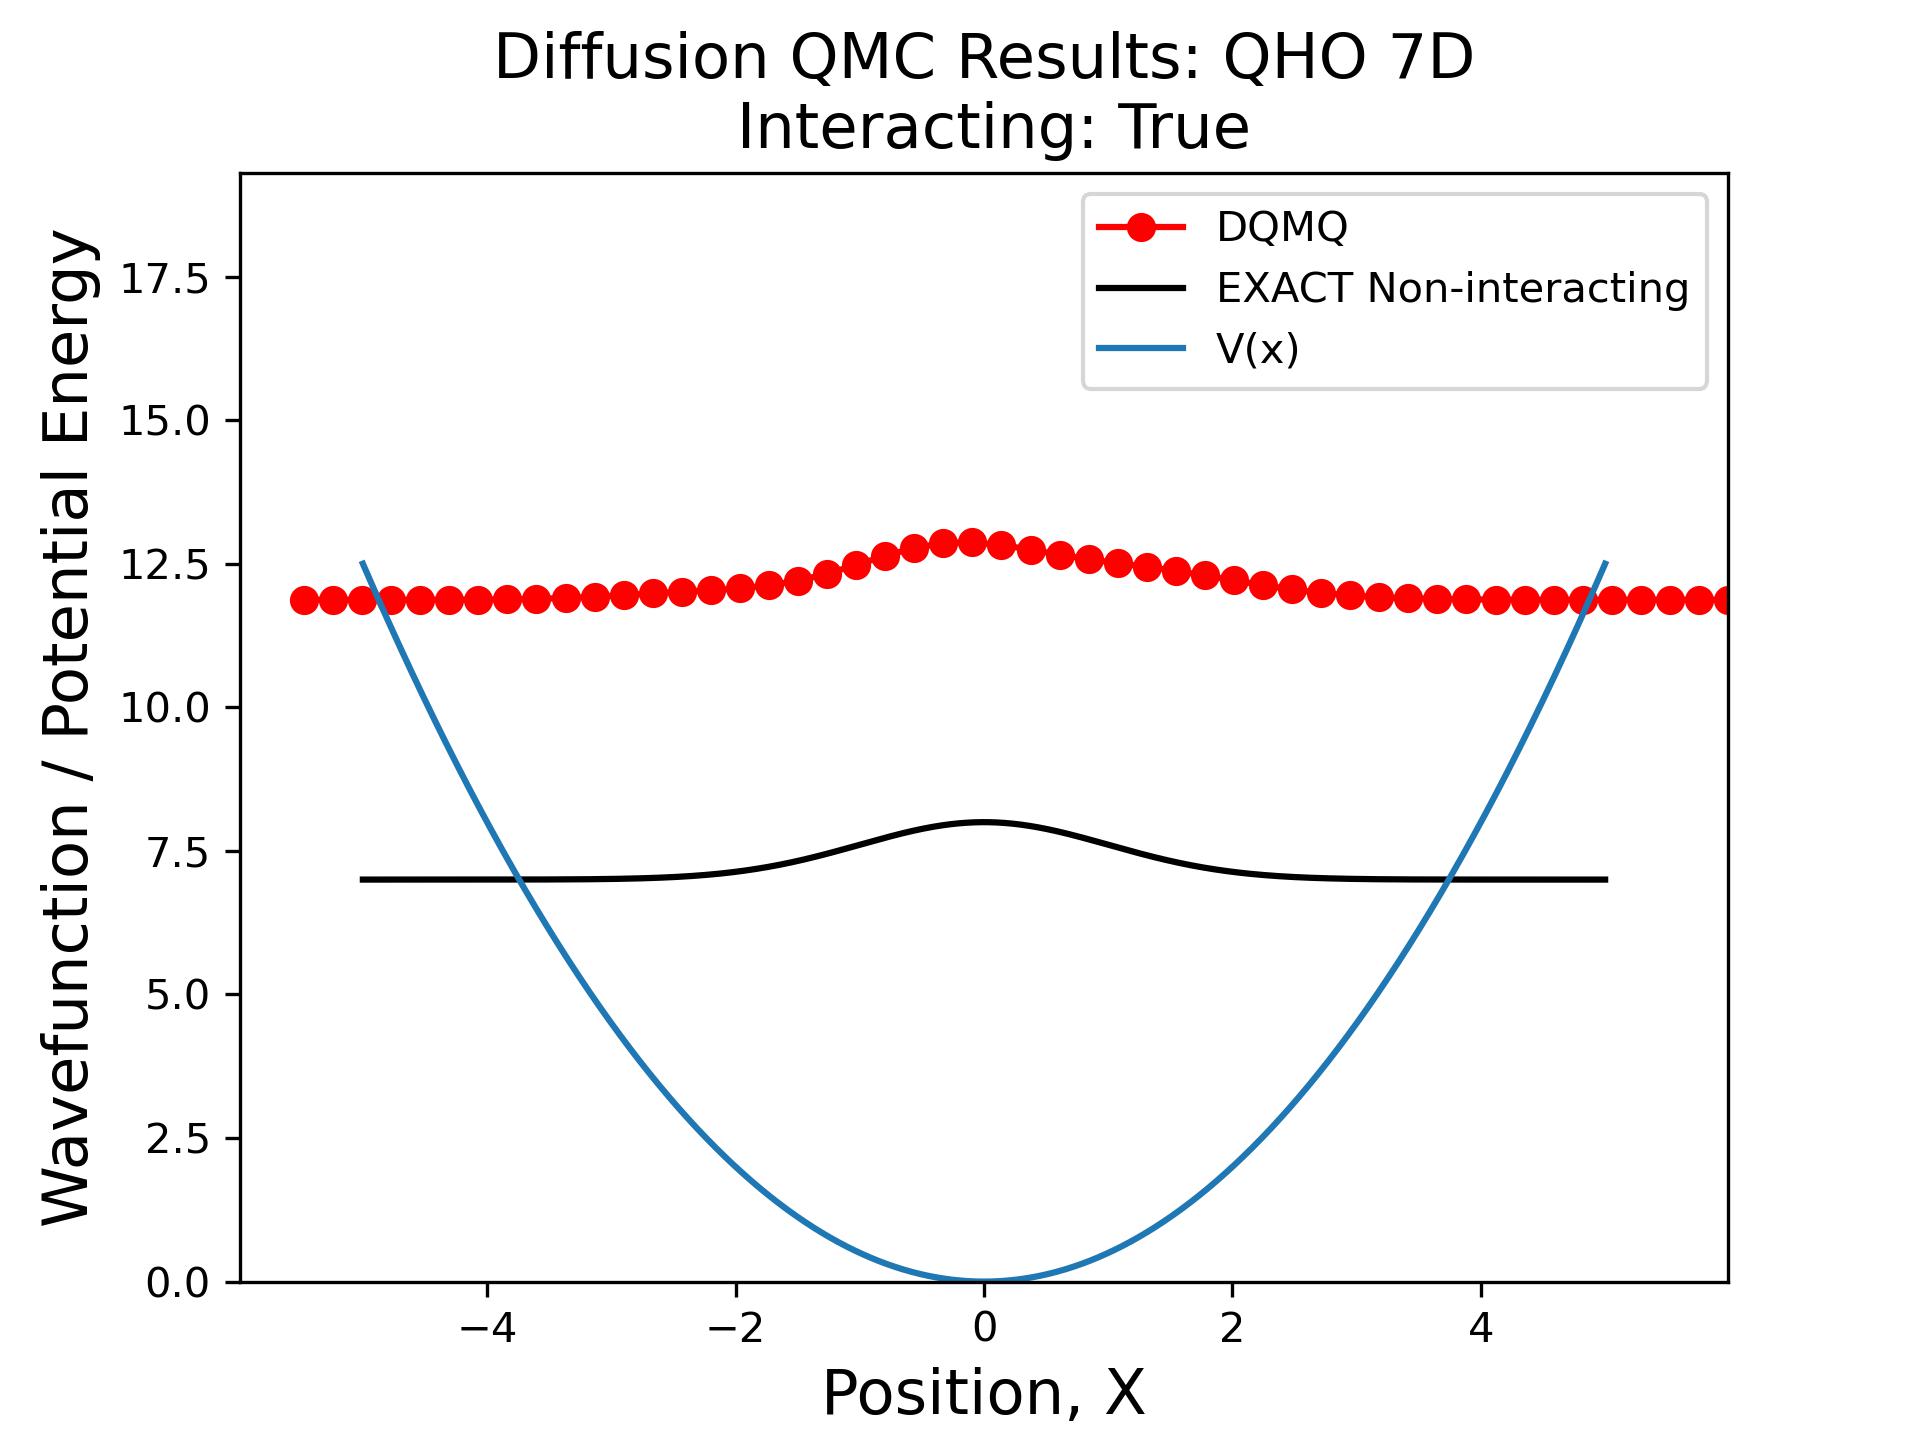 Diffusion QMC Results: QHO 7D
Interacting: True
Wavefunction / Potential Energy
17.5
15.0
12.5
10.0
7.5
5.0
2.5
0.0
DQMQ
EXACT Non-interacting
V(x)
−4
−2
0
2
4
Position, X